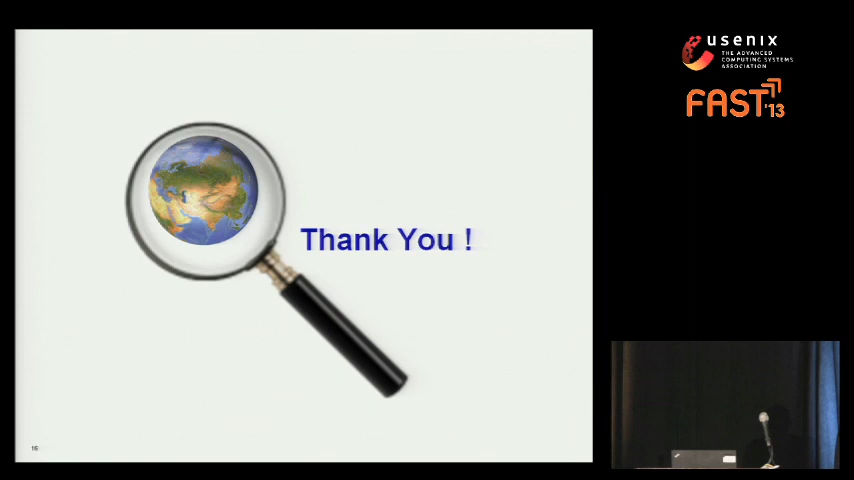 usenix
THE ADVANCED
COMPUTING SYSTEMS
ASSOCIATION
FAST'13
Thank You !